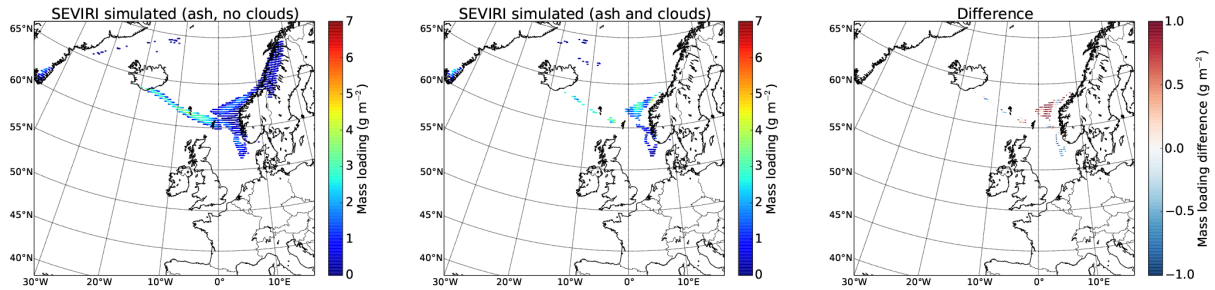 SEVIRI simulated (ash, no clouds)
65°N
60°N
55°N
50°N
45°N
40°N
30°W
20°W
10°W
0°
10°E
7
6
5
4
3
2
1
0
Mass loading (g m⁻²)
SEVIRI simulated (ash and clouds)
65°N
60°N
55°N
50°N
45°N
40°N
30°W
20°W
10°W
0°
10°E
7
6
5
4
3
2
1
0
Mass loading (g m⁻²)
Difference
65°N
60°N
55°N
50°N
45°N
40°N
30°W
20°W
10°W
0°
10°E
1.0
0.5
0.0
−0.5
−1.0
Mass loading difference (g m⁻²)